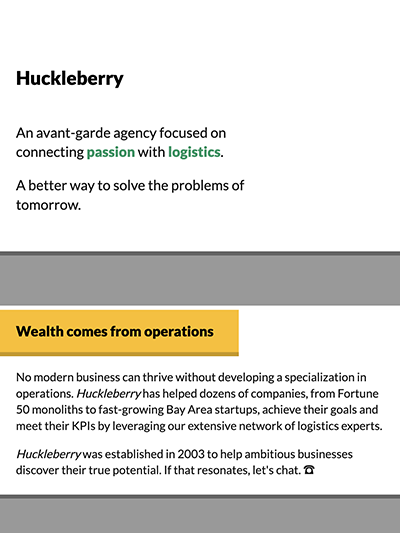 Huckleberry
An avant-garde agency focused on
connecting passion with logistics.
A better way to solve the problems of
tomorrow.
Wealth comes from operations
No modern business can thrive without developing a specialization in
operations. Huckleberry has helped dozens of companies, from Fortune
50 monoliths to fast-growing Bay Area startups, achieve their goals and
meet their KPIs by leveraging our extensive network of logistics experts.
Huckleberry was established in 2003 to help ambitious businesses
discover their true potential. If that resonates, let's chat. ☎